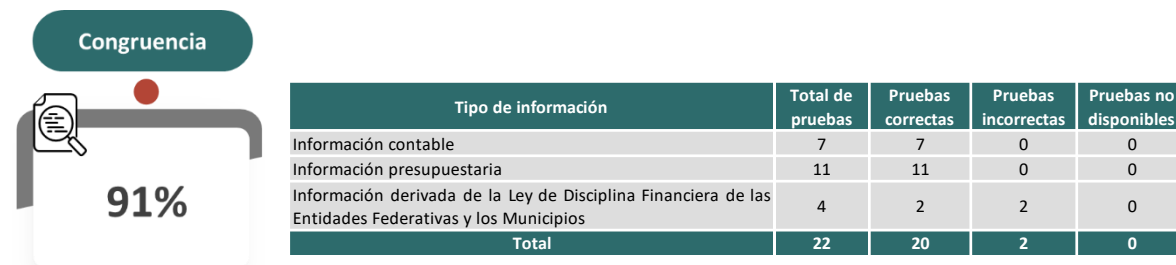 Congruencia
91%
Tipo de información Total de pruebas Pruebas correctas Pruebas incorrectas Pruebas no disponibles
Información contable 7 7 0 0
Información presupuestaria 11 11 0 0
Información derivada de la Ley de Disciplina Financiera de las
Entidades Federativas y los Municipios 4 2 2 0
Total 22 20 2 0